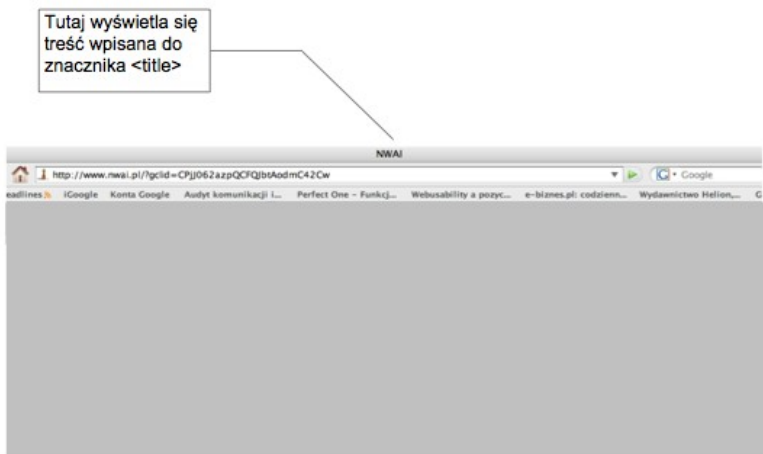 Tutaj wyświetla się
treść wpisana do
znacznika <title>
NWAI
http://www.nwai.pl/?gclid=CPJJ062azpQCFQJbtAodmC42Cw
Google
eadlines iGoogle Konta Google Audyt komunikacji i... Perfect One - Funkcj... Webusability a pozyc... e-biznes.pl: codzienn... Wydawnictwo Helion,... G